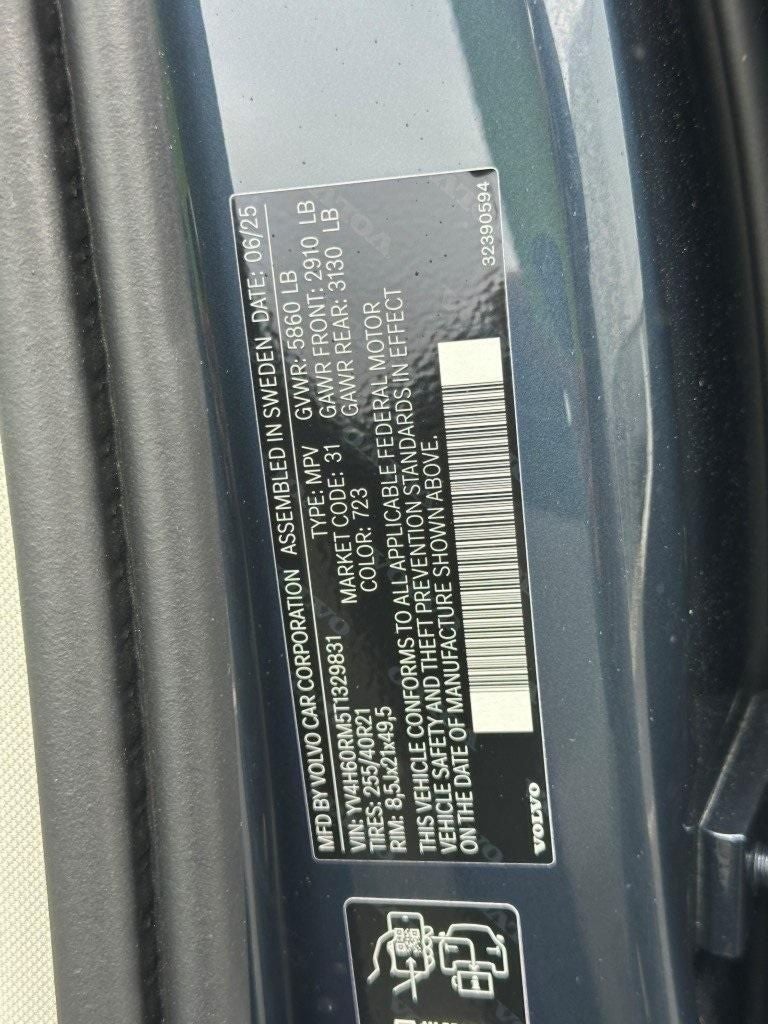 MFD BY VOLVO CAR CORPORATION ASSEMBLED IN SWEDEN DATE: 06/25
VIN: YV4H60RM5T1329831 TYPE: MPV GVWR: 5860 LB
TIRES: 255/40R21 MARKET CODE: 31 GAWR FRONT: 2910 LB
RIM: 8,5Jx21x49,5 COLOR: 723 GAWR REAR: 3130 LB
THIS VEHICLE CONFORMS TO ALL APPLICABLE FEDERAL MOTOR
VEHICLE SAFETY AND THEFT PREVENTION STANDARDS IN EFFECT
ON THE DATE OF MANUFACTURE SHOWN ABOVE.
VOLVO
32390594